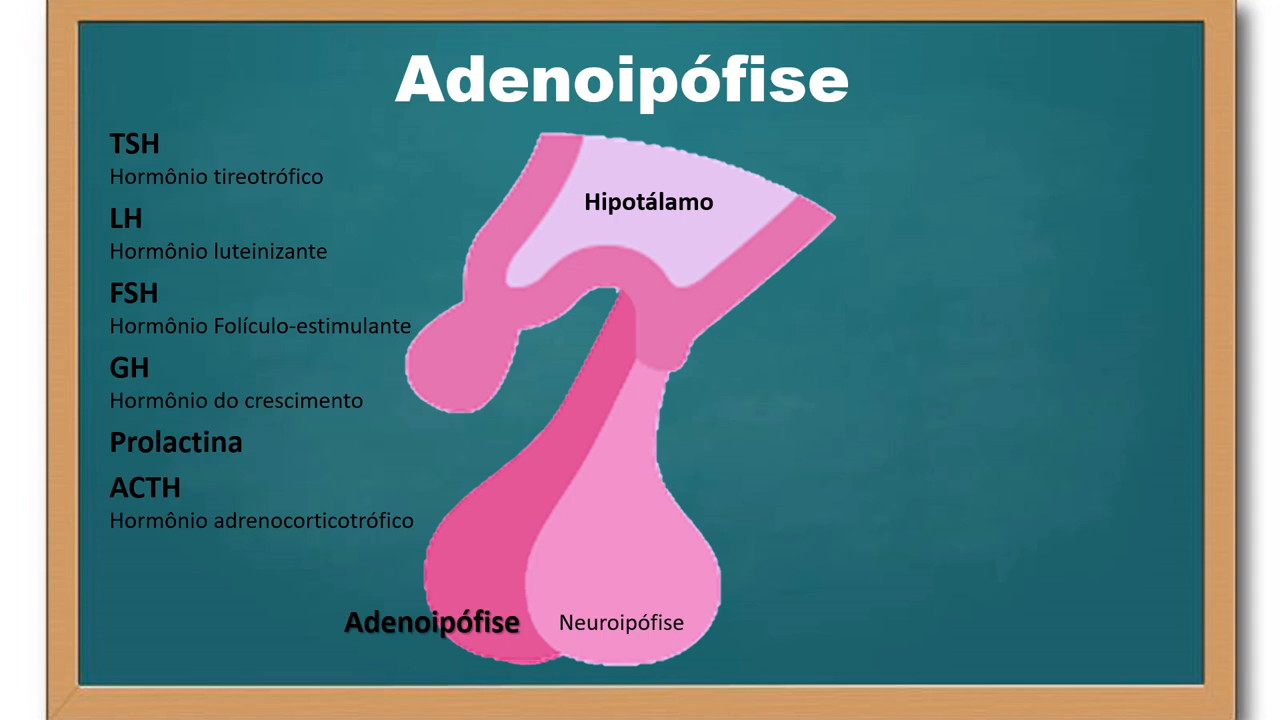 Adenoipófise
TSH
Hormônio tireotrófico
LH
Hormônio luteinizante
FSH
Hormônio Folículo-estimulante
GH
Hormônio do crescimento
Prolactina
ACTH
Hormônio adrenocorticotrófico
Hipotálamo
Adenoipófise
Neuroipófise